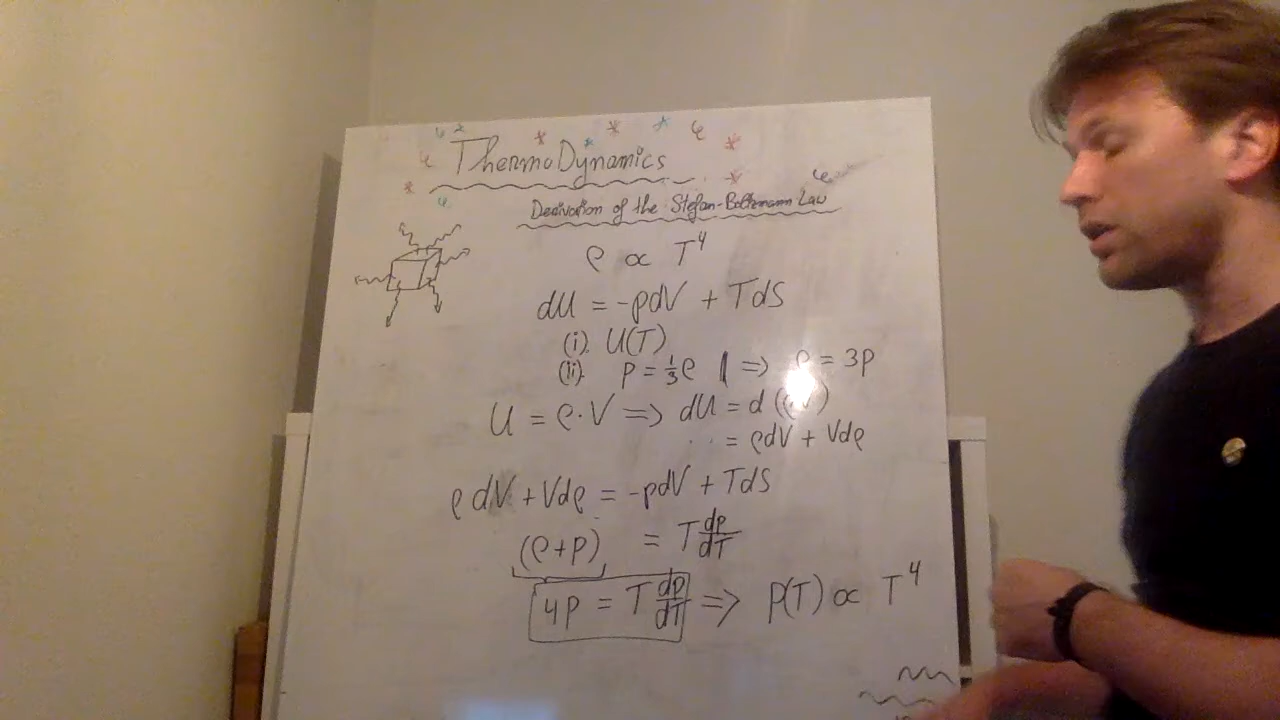 ThermoDynamics
Derivation of the Stefan-Boltzmann Law
ρ ∝ T⁴
dU = -pdV + TdS
(i). U(T)
(ii). P = ⅓ρ | ⟹ ρ = 3p
U = ρ·V ⟹ dU = d(ρV)
·· = ρdV + Vdρ
ρdV + Vdρ = -pdV + TdS
(ρ+p) = T dp/dT
4p = T dp/dT ⟹ p(T) ∝ T⁴